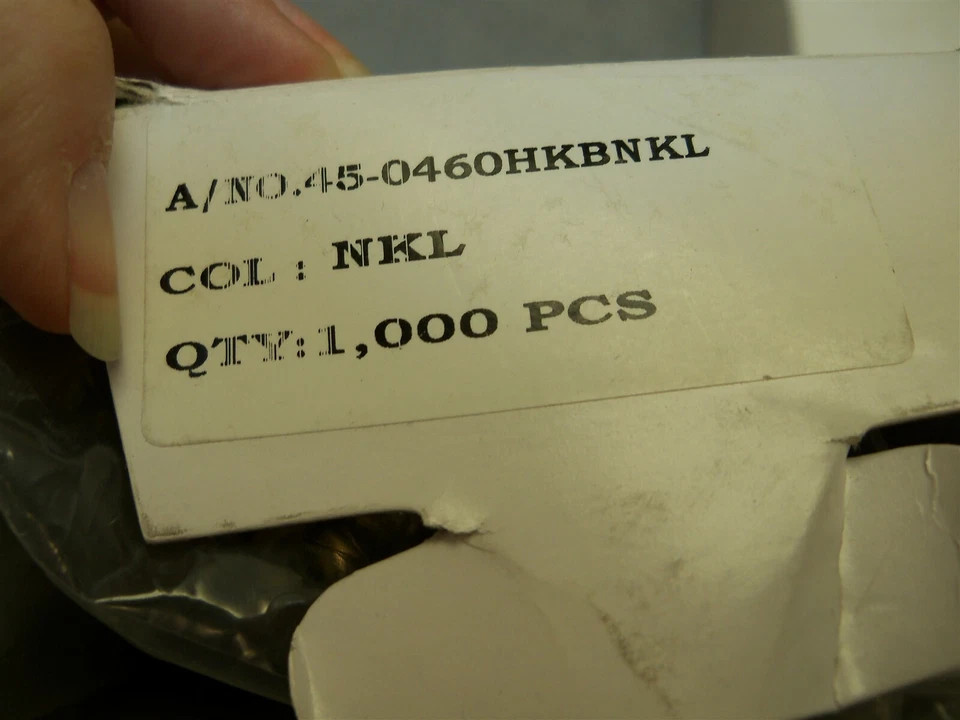 A/NO.45-0460HKBNKL
COL : NKL
QTY:1,000 PCS